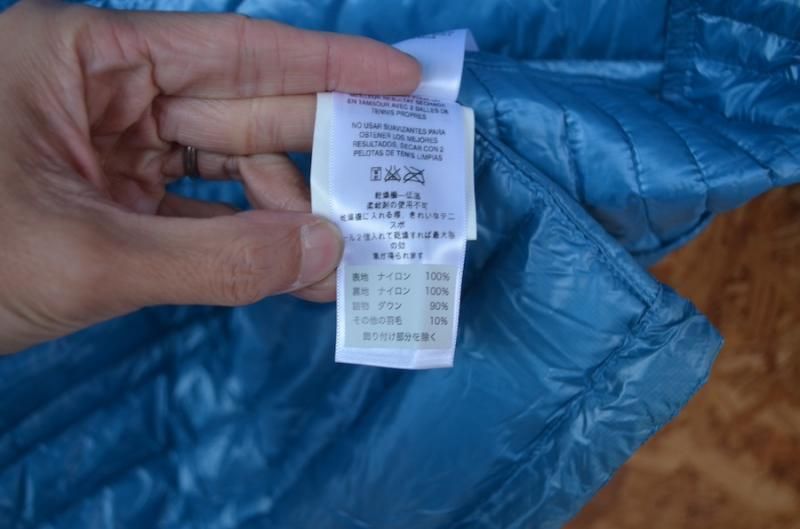 EN TAMBOUR AVEC 2 BALLES DE
TENNIS PROPRES
NO USAR SUAVIZANTES PARA
OBTENER LOS MEJORES
RESULTADOS, SECAR CON 2
PELOTAS DE TENIS LIMPIAS
乾燥機ー低温
柔軟剤の使用不可
乾燥機に入れる際、きれいなテニ
スボ
ール2個入れて乾燥すれば最大限
の効
果が得られます
表地 ナイロン 100%
裏地 ナイロン 100%
詰物 ダウン 90%
その他の羽毛 10%
飾り付け部分を除く